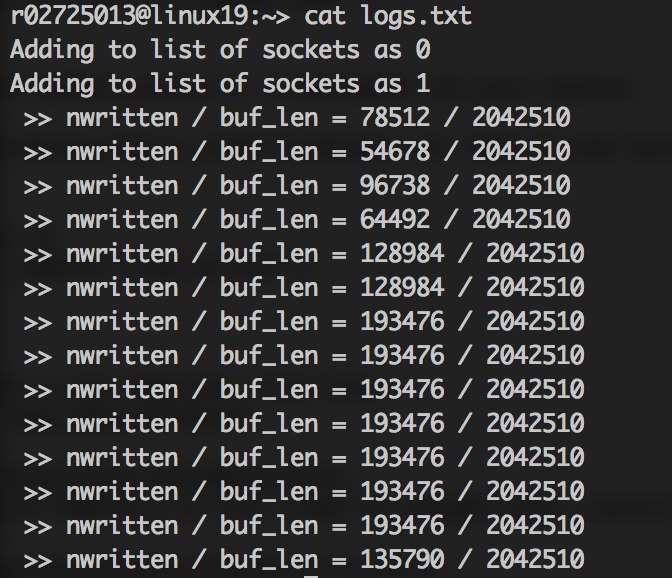 r02725013@linux19:~> cat logs.txt
Adding to list of sockets as 0
Adding to list of sockets as 1
 >> nwritten / buf_len = 78512 / 2042510
 >> nwritten / buf_len = 54678 / 2042510
 >> nwritten / buf_len = 96738 / 2042510
 >> nwritten / buf_len = 64492 / 2042510
 >> nwritten / buf_len = 128984 / 2042510
 >> nwritten / buf_len = 128984 / 2042510
 >> nwritten / buf_len = 193476 / 2042510
 >> nwritten / buf_len = 193476 / 2042510
 >> nwritten / buf_len = 193476 / 2042510
 >> nwritten / buf_len = 193476 / 2042510
 >> nwritten / buf_len = 193476 / 2042510
 >> nwritten / buf_len = 193476 / 2042510
 >> nwritten / buf_len = 193476 / 2042510
 >> nwritten / buf_len = 135790 / 2042510